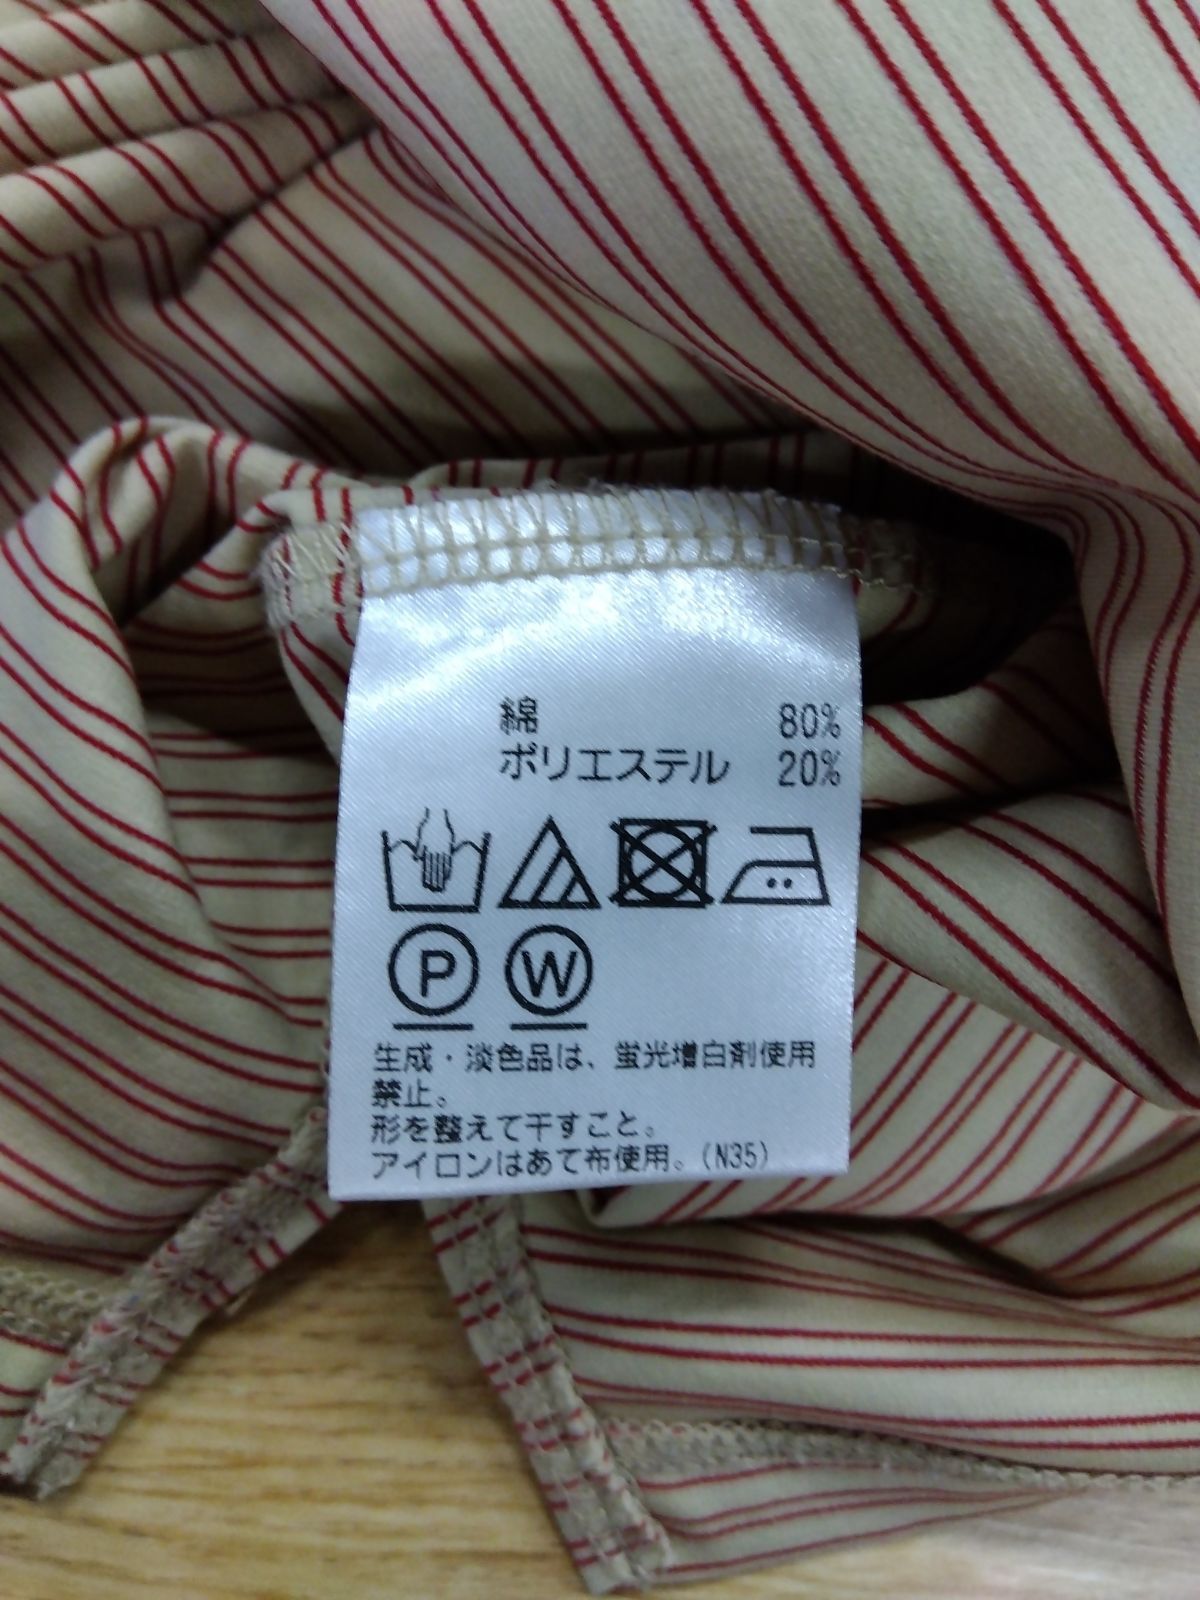 綿 80%
ポリエステル 20%
P W
生成・淡色品は、蛍光増白剤使用
禁止。
形を整えて干すこと。
アイロンはあて布使用。(N35)